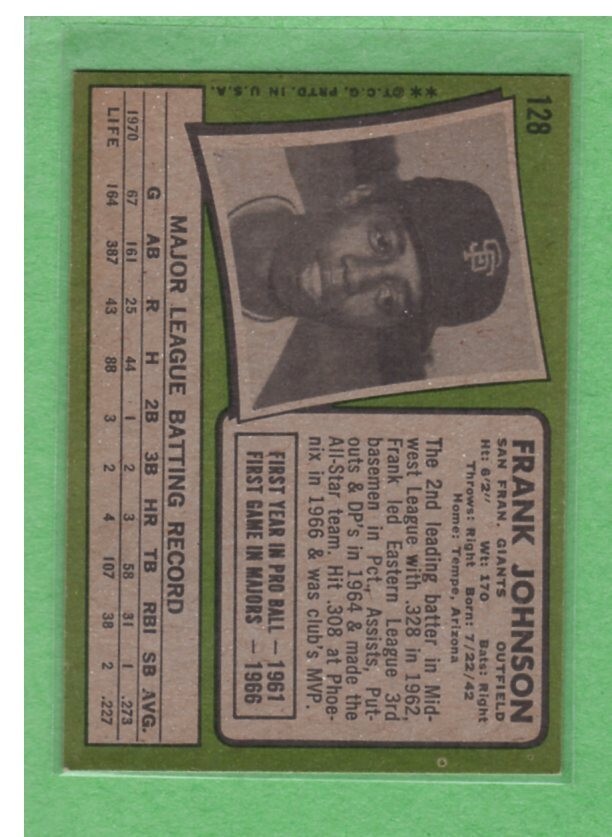 128
**©T.C.G. PRTD. IN U.S.A.
SF
FRANK JOHNSON
SAN FRAN. GIANTS OUTFIELD
Ht: 6'2" Wt: 170 Bats: Right
Throws: Right Born: 7/22/42
Home: Tempe, Arizona
The 2nd leading batter in Mid-
west League with .328 in 1962,
Frank led Eastern League 3rd
basemen in Pct., Assists, Put-
outs & DP's in 1964 & made the
All-Star team. Hit .308 at Phoe-
nix in 1966 & was club's MVP.
FIRST YEAR IN PRO BALL — 1961
FIRST GAME IN MAJORS — 1966
MAJOR LEAGUE BATTING RECORD
G AB R H 2B 3B HR TB RBI SB AVG.
1970 67 161 25 44 1 2 3 58 31 1 .273
LIFE 164 387 43 88 3 2 4 107 38 2 .227